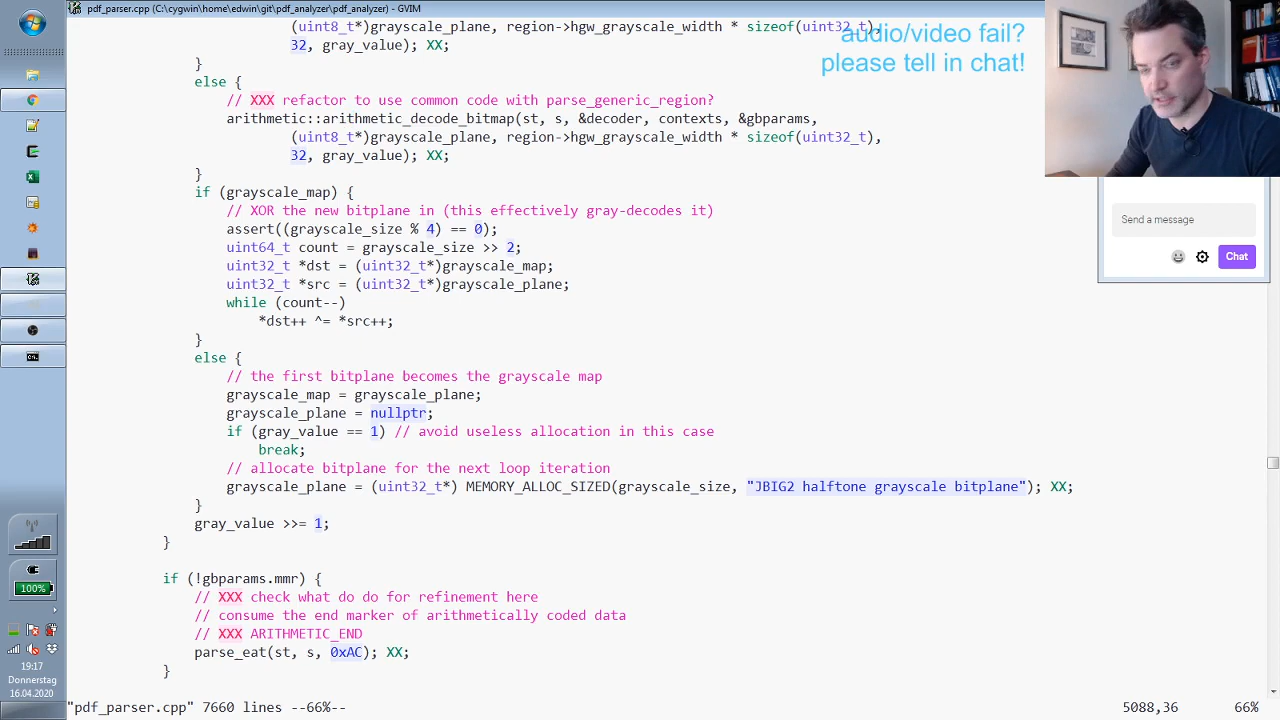 pdf_parser.cpp (C:\cygwin\home\edwin\git\pdf_analyzer\pdf_analyzer) - GVIM
(uint8_t*)grayscale_plane, region->hgw_grayscale_width * sizeof(uint32_t),
32, gray_value); XX;
}
else {
// XXX refactor to use common code with parse_generic_region?
arithmetic::arithmetic_decode_bitmap(st, s, &decoder, contexts, &gbparams,
(uint8_t*)grayscale_plane, region->hgw_grayscale_width * sizeof(uint32_t),
32, gray_value); XX;
}
if (grayscale_map) {
// XOR the new bitplane in (this effectively gray-decodes it)
assert((grayscale_size % 4) == 0);
uint64_t count = grayscale_size >> 2;
uint32_t *dst = (uint32_t*)grayscale_map;
uint32_t *src = (uint32_t*)grayscale_plane;
while (count--)
*dst++ ^= *src++;
}
else {
// the first bitplane becomes the grayscale map
grayscale_map = grayscale_plane;
grayscale_plane = nullptr;
if (gray_value == 1) // avoid useless allocation in this case
break;
// allocate bitplane for the next loop iteration
grayscale_plane = (uint32_t*) MEMORY_ALLOC_SIZED(grayscale_size, "JBIG2 halftone grayscale bitplane"); XX;
}
gray_value >>= 1;
}
if (!gbparams.mmr) {
// XXX check what do do for refinement here
// consume the end marker of arithmetically coded data
// XXX ARITHMETIC_END
parse_eat(st, s, 0xAC); XX;
}
"pdf_parser.cpp" 7660 lines --66%--
5088,36
66%
audio/video fail?
please tell in chat!
Send a message
Chat
100%
19:17
Donnerstag
16.04.2020